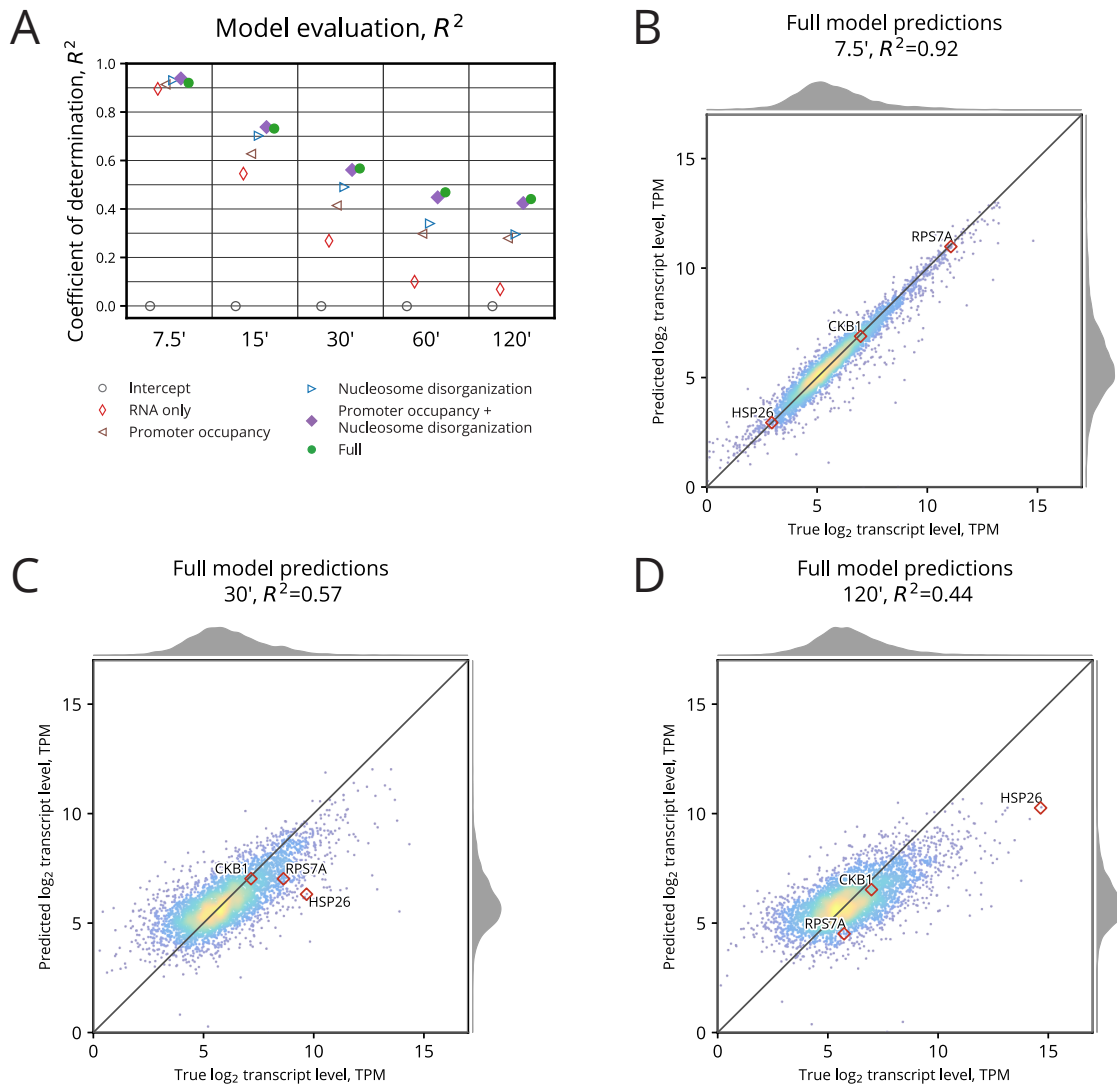 A
Model evaluation, R²
Coefficient of determination, R²
1.0
0.8
0.6
0.4
0.2
0.0
7.5'
15'
30'
60'
120'
Intercept
RNA only
Promoter occupancy
Nucleosome disorganization
Promoter occupancy +
Nucleosome disorganization
Full
B
Full model predictions
7.5', R²=0.92
Predicted log₂ transcript level, TPM
15
10
5
0
RPS7A
CKB1
HSP26
0
5
10
15
True log₂ transcript level, TPM
C
Full model predictions
30', R²=0.57
Predicted log₂ transcript level, TPM
15
10
5
0
CKB1
RPS7A
HSP26
0
5
10
15
True log₂ transcript level, TPM
D
Full model predictions
120', R²=0.44
Predicted log₂ transcript level, TPM
15
10
5
0
HSP26
CKB1
RPS7A
0
5
10
15
True log₂ transcript level, TPM